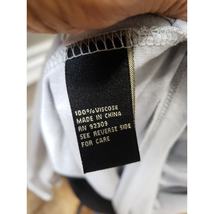 100% VISCOSE
MADE IN CHINA
RN 92309
SEE REVERSE SIDE
FOR CARE